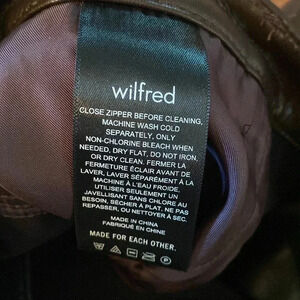 wilfred
CLOSE ZIPPER BEFORE CLEANING,
MACHINE WASH COLD
SEPARATELY, ONLY
NON-CHLORINE BLEACH WHEN
NEEDED, DRY FLAT, DO NOT IRON,
OR DRY CLEAN. FERMER LA
FERMETURE ÉCLAIR AVANT DE
LAVER, LAVER SÉPARÉMENT À LA
MACHINE À L'EAU FROIDE.
UTILISER SEULEMENT UN
JAVELLISANT SANS CHLORE AU
BESOIN, SÉCHER À PLAT. NE PAS
REPASSER, OU NETTOYER À SEC.
MADE IN CHINA
FABRIQUÉ EN CHINE
MADE FOR EACH OTHER.